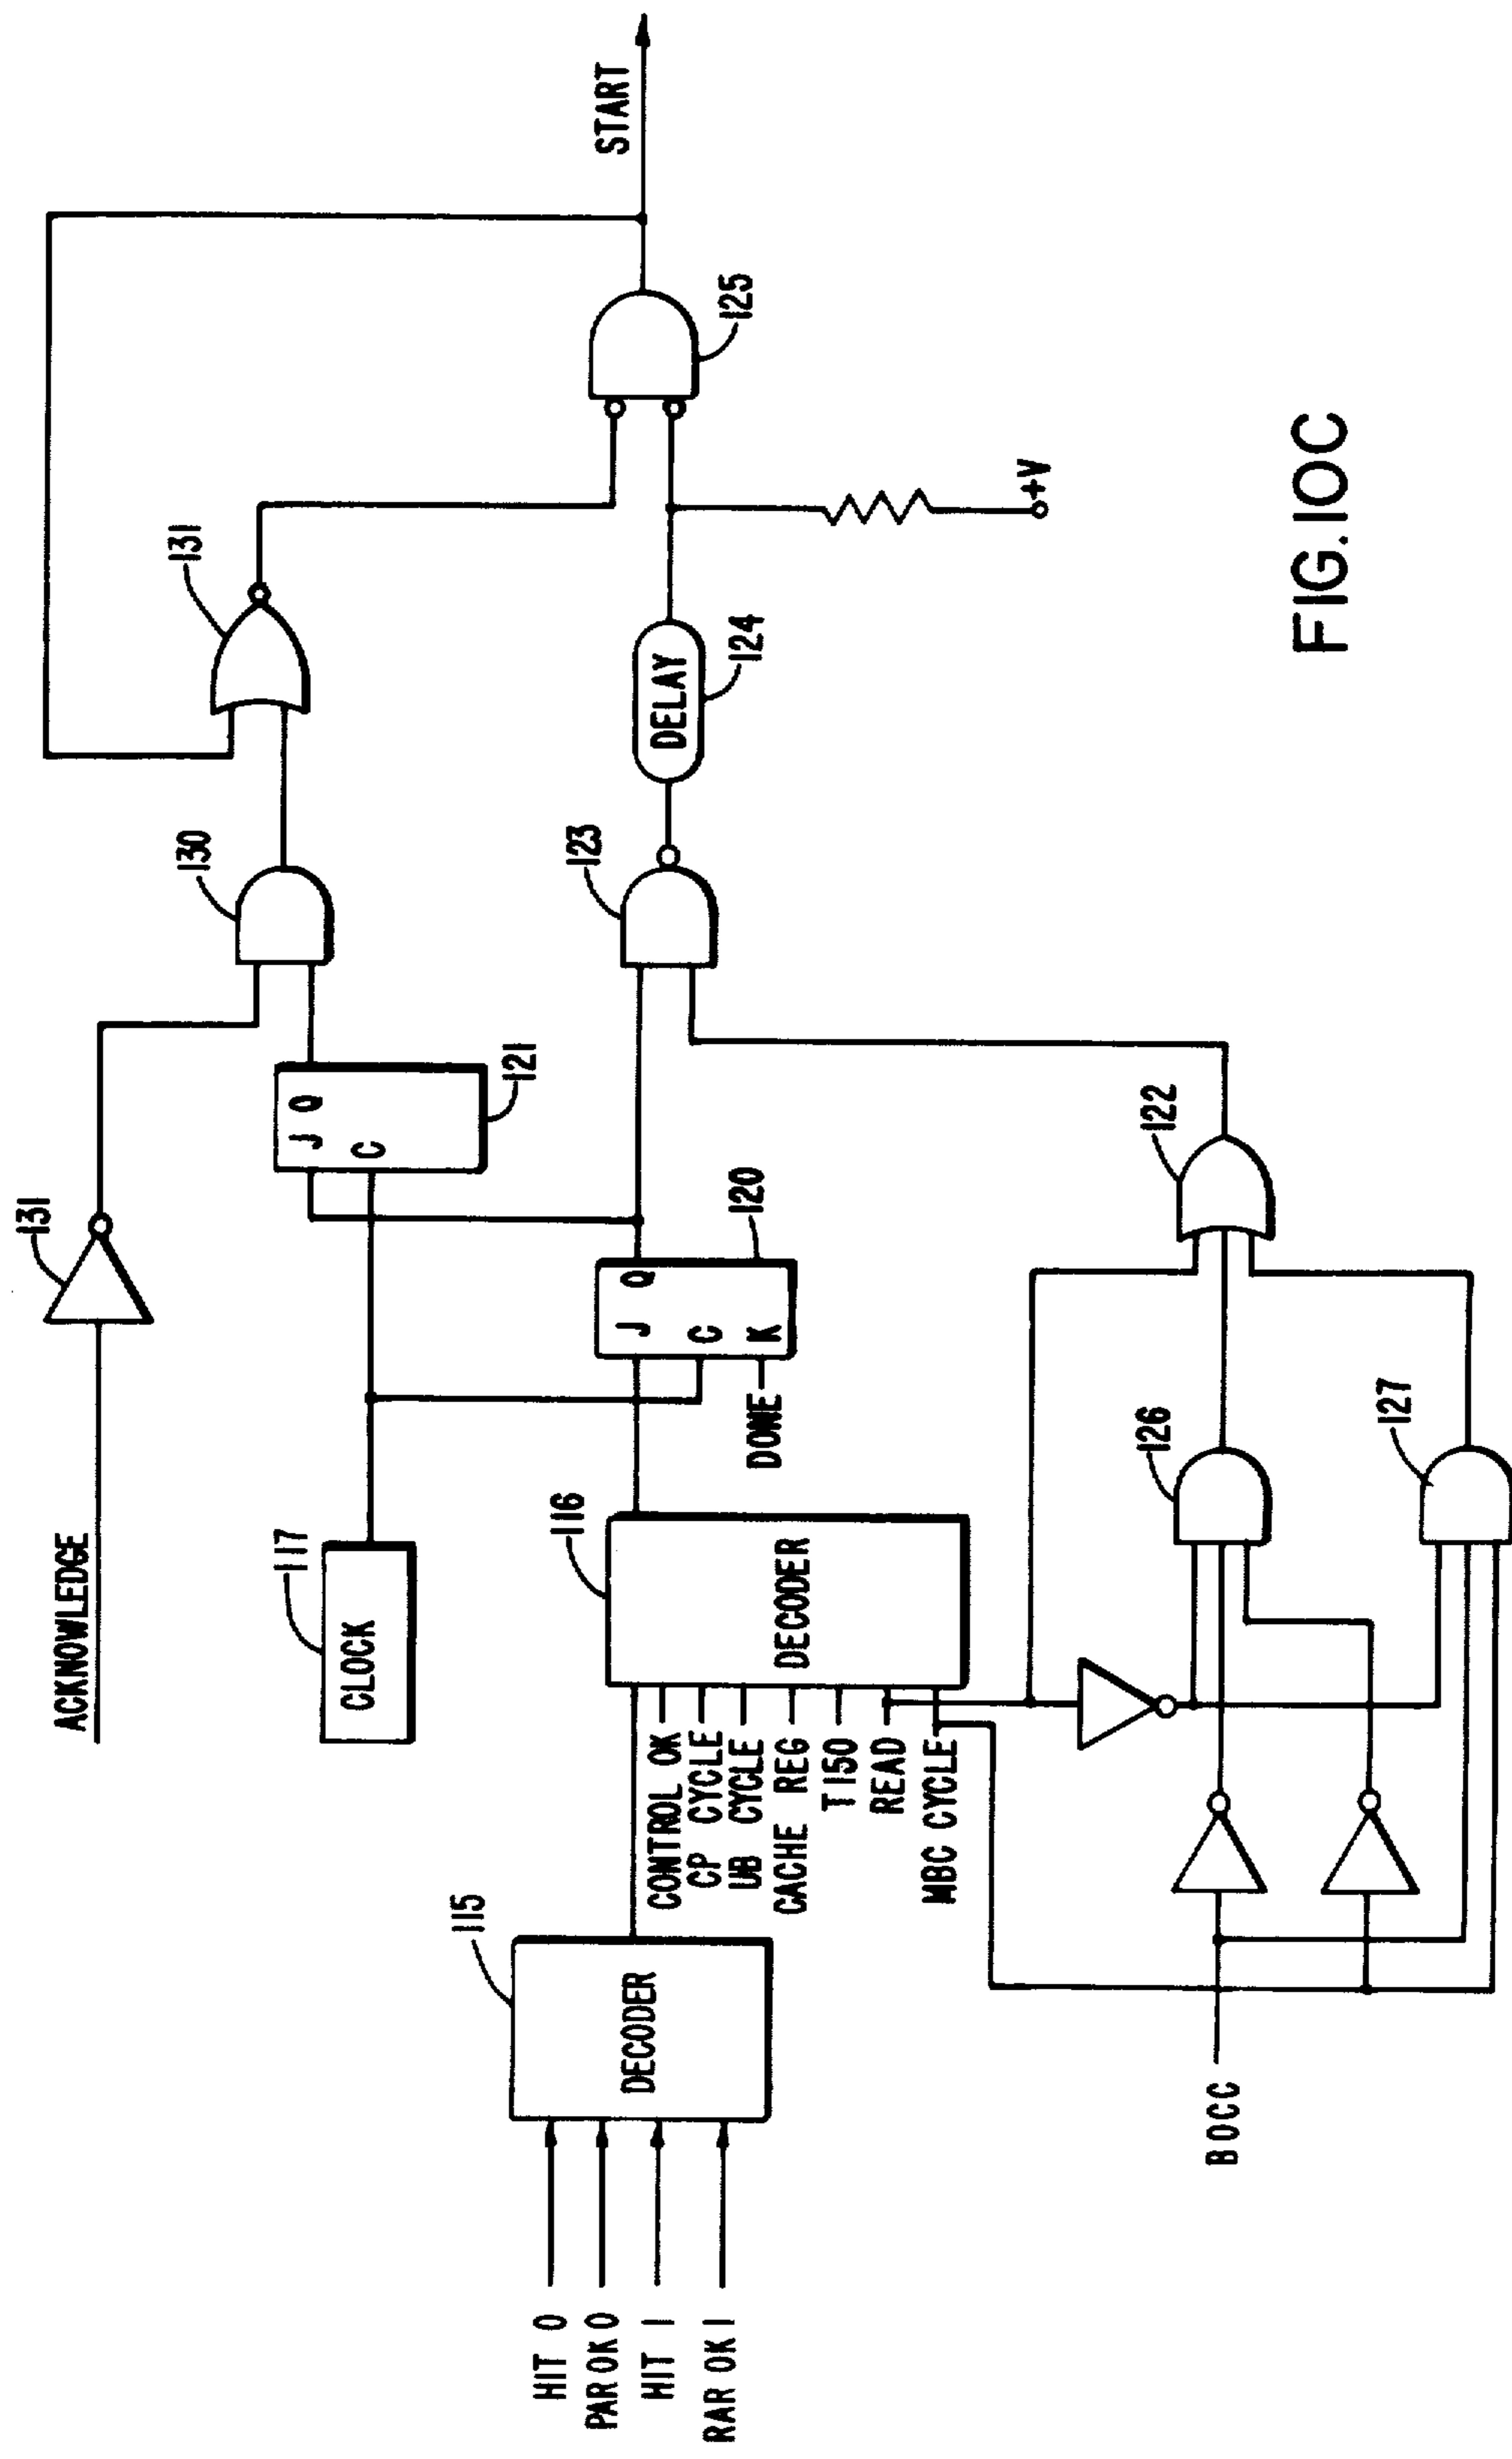 ACKNOWLEDGE
131
130
131
START
117
CLOCK
J Q
C
121
HIT 0
PAR OK 0
HIT 1
RAR OK 1
115
DECODER
CONTROL OK
CP CYCLE
UB CYCLE
CACHE REG
T150
READ
MBC CYCLE
116
DECODER
DONE
J Q
C
K
120
123
DELAY
124
125
+V
BOCC
126
127
122
FIG. 10C